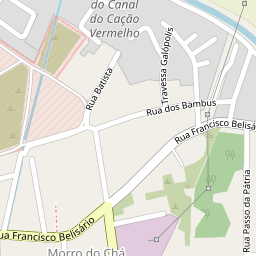 do Canal
do Cação
Vermelho
Travessa Galópolis
Rua Batista
Rua dos Bambus
Rua Francisco Belisá
Rua Passo da Pátria
ua Francisco Belisário
Morro do Chá